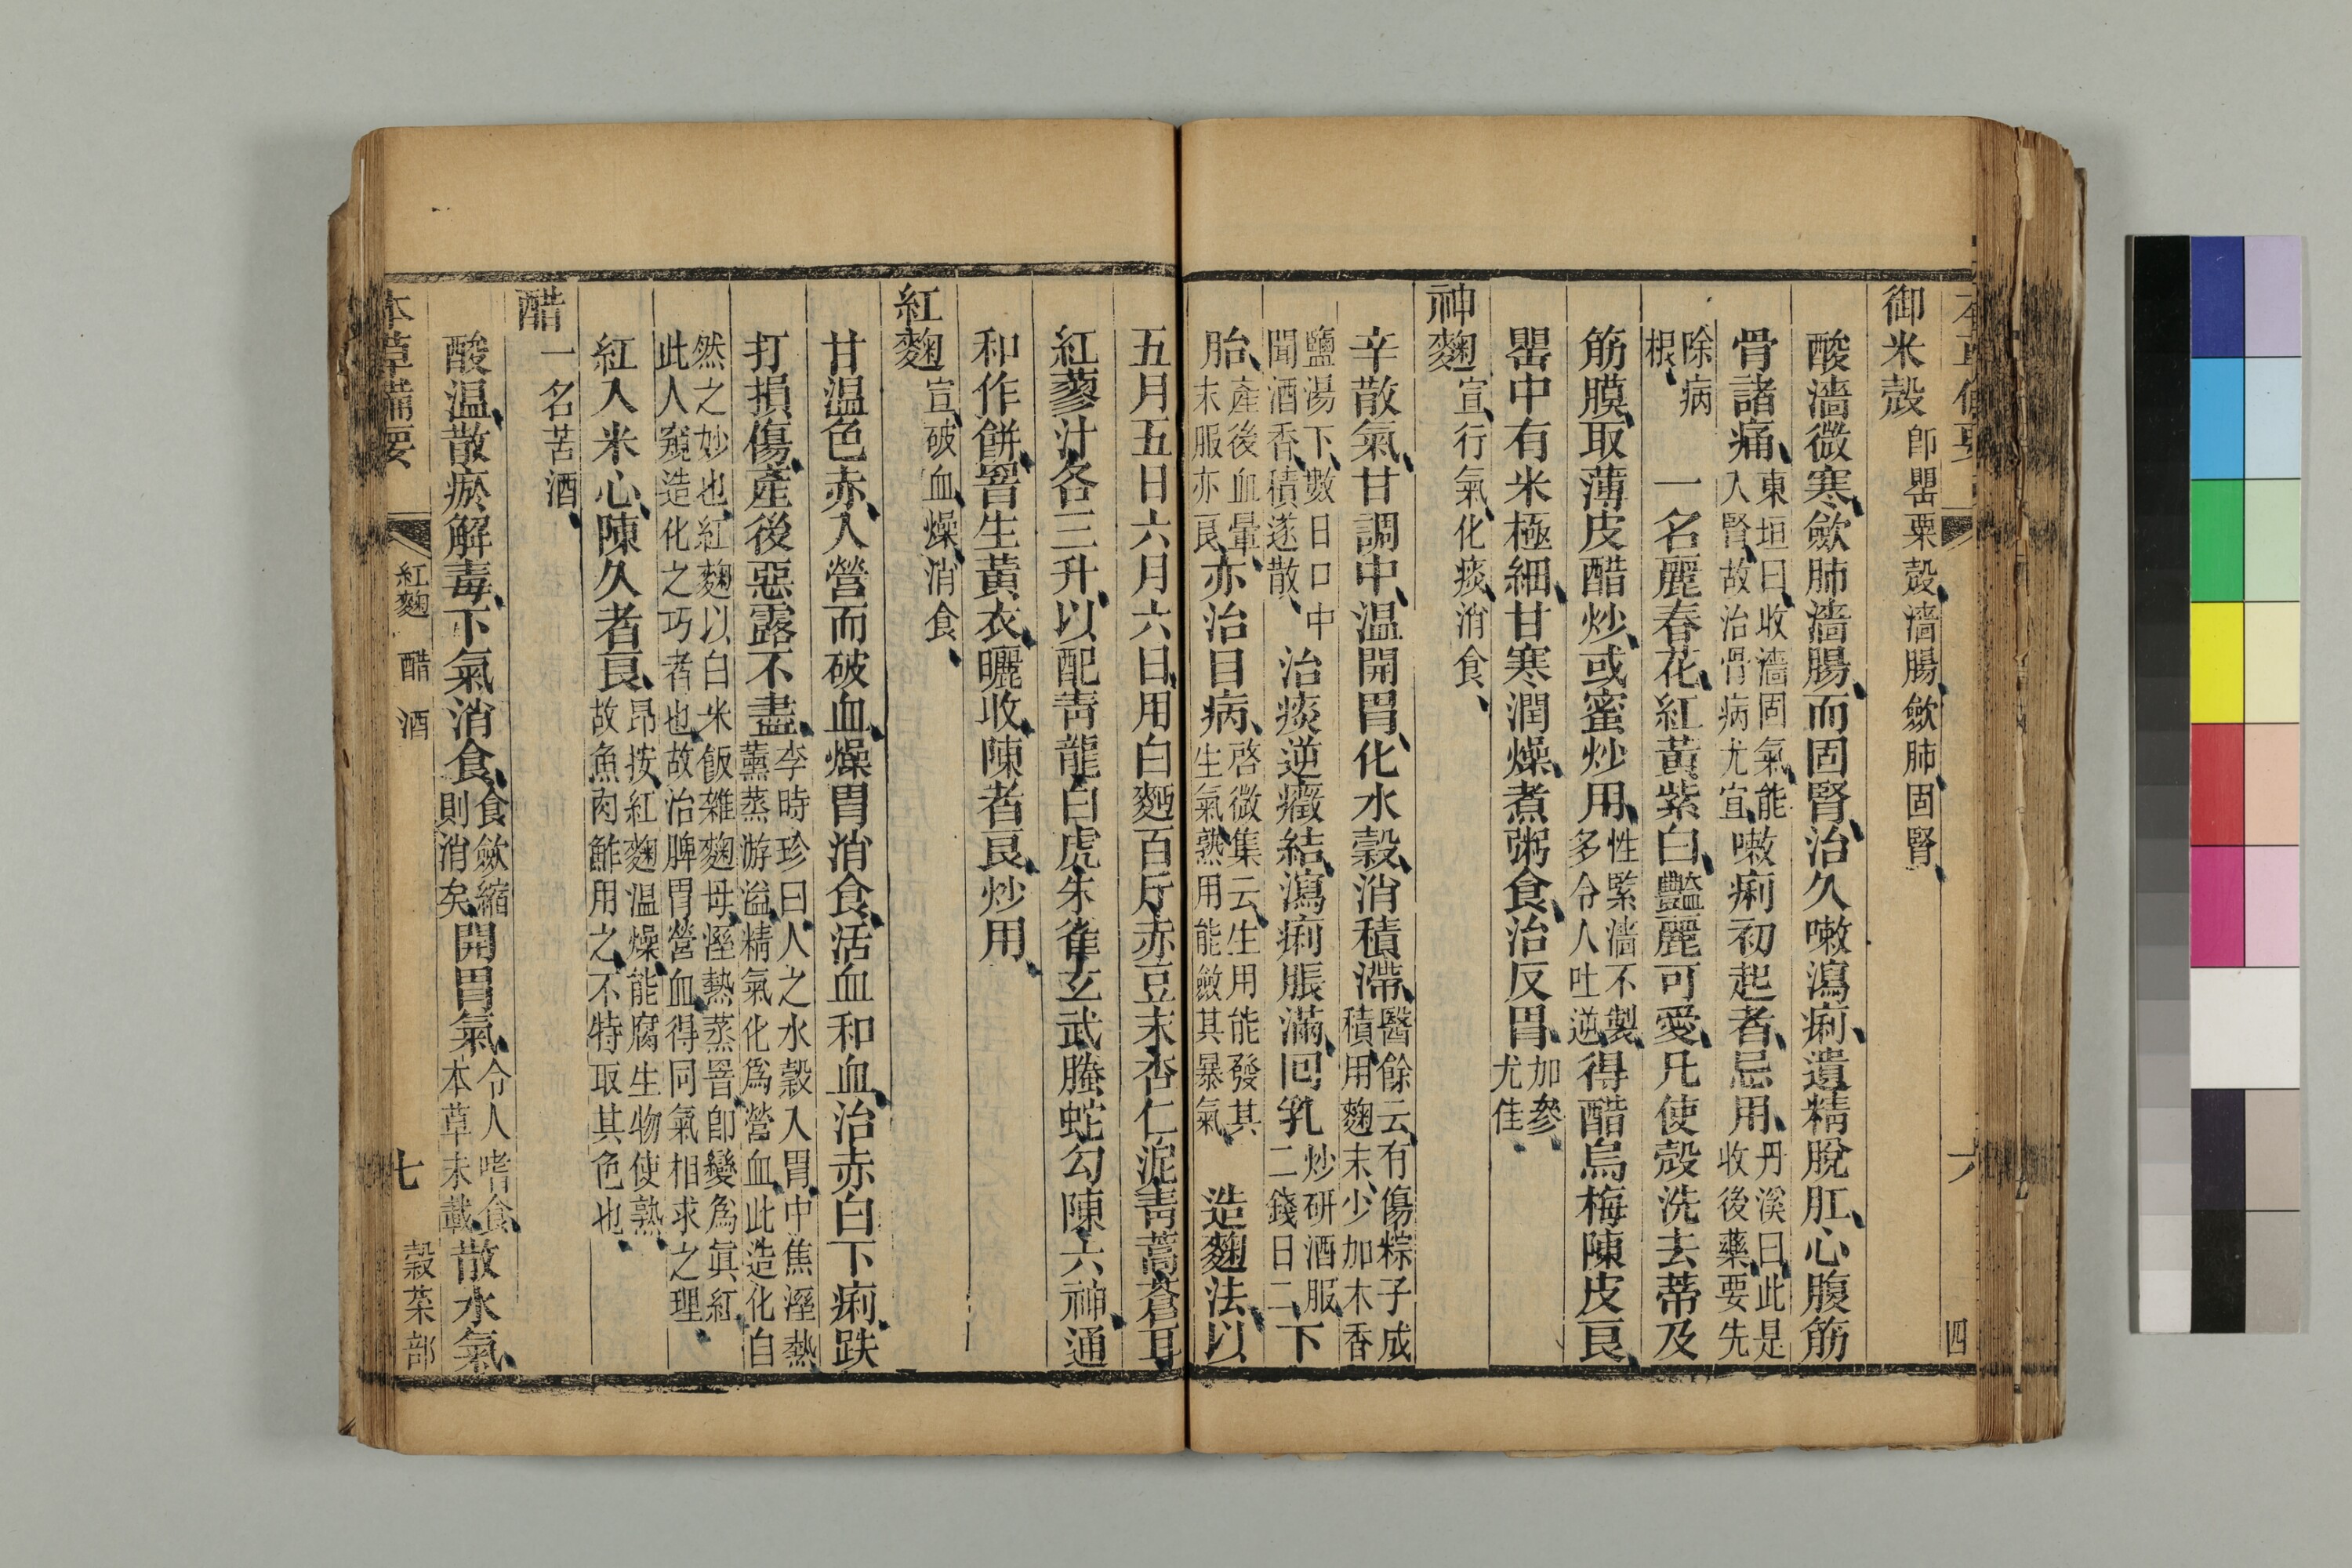 御米殼 卽罌粟殼濇腸歛肺固腎
酸濇微寒歛肺濇腸而固腎治久嗽瀉痢遺精脫肛心腹筋
骨諸痛 東垣曰收濇固氣能入腎故治骨病尤宜 嗽痢初起者忌用 丹溪曰此是收後藥要先
除病根 一名麗春花紅黃紫白豔麗可愛凡使殼洗去蒂及
筋膜取薄皮醋炒或蜜炒用 性緊濇不製多令人吐逆 得醋烏梅陳皮良
罌中有米極細甘寒潤燥煮粥食治反胃 加參尤佳
神麴 宣行氣化痰消食
辛散氣甘調中温開胃化水穀消積滯 醫餘云有傷粽子成積用麴末少加木香
鹽湯下數日口中聞酒香積遂散 治痰逆癥結瀉痢脹滿回乳 炒研酒服二錢日二 下
胎 產後血暈末服亦良 亦治目病 啓微集云生用能發其生氣熟用能斂其暴氣 造麴法以
五月五日六月六日用白麪百斤赤豆末杏仁泥靑蒿蒼耳
紅蓼汁各三升以配靑龍白虎朱雀玄武螣蛇勾陳六神通
和作餅罯生黃衣曬收陳者良炒用
紅麴 宣破血燥消食
甘温色赤入營而破血燥胃消食活血和血治赤白下痢跌
打損傷產後惡露不盡 李時珍曰人之水穀入胃中焦溼熱薰蒸游溢精氣化爲營血此造化自
然之妙也紅麴以白米飯雜麴母溼熱蒸罯卽變爲眞紅此人窺造化之巧者也故治脾胃營血得同氣相求之理
紅入米心陳久者良 昂按紅麴温燥能腐生物使熟故魚肉鮓用之不特取其色也
醋 一名苦酒
酸温散瘀解毒下氣消食 食歛縮則消矣 開胃氣 令人嗜食本草未載 散水氣
本草備要 紅麴 醋 酒 七 穀菜部